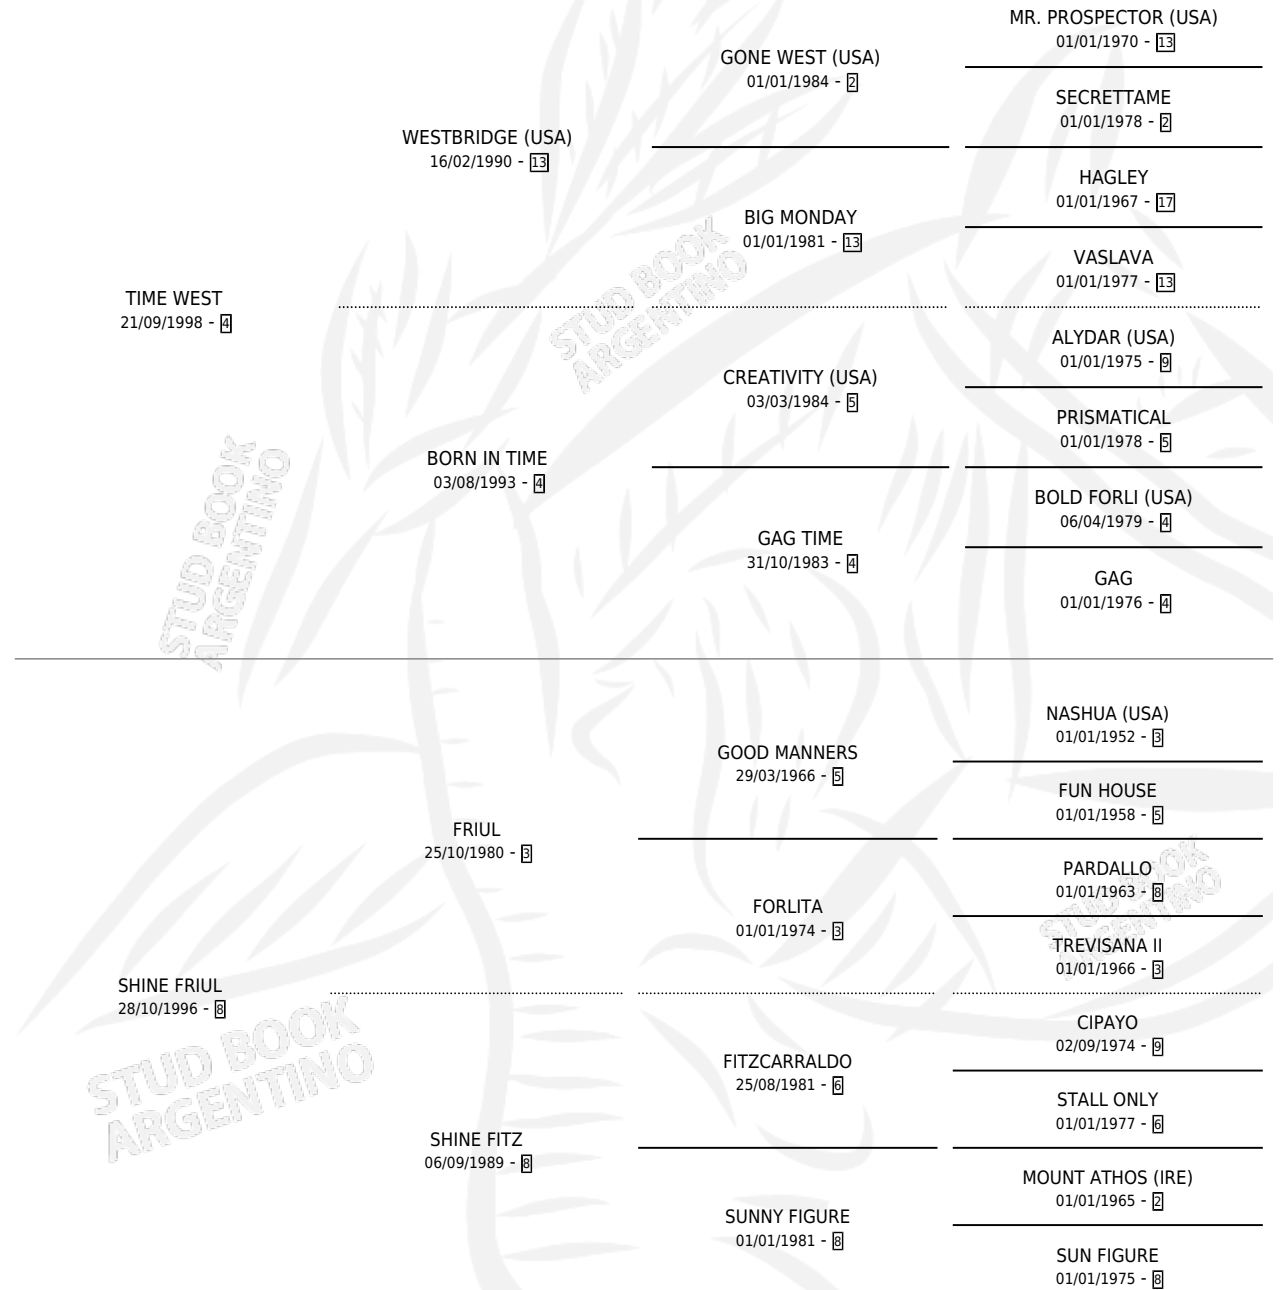 MR. PROSPECTOR (USA)
01/01/1970 - 13
GONE WEST (USA)
01/01/1984 - 2
SECRETTAME
01/01/1978 - 2
WESTBRIDGE (USA)
16/02/1990 - 13
HAGLEY
01/01/1967 - 17
BIG MONDAY
01/01/1981 - 13
VASLAVA
01/01/1977 - 13
TIME WEST
21/09/1998 - 4
ALYDAR (USA)
01/01/1975 - 9
CREATIVITY (USA)
03/03/1984 - 5
PRISMATICAL
01/01/1978 - 5
BORN IN TIME
03/08/1993 - 4
BOLD FORLI (USA)
06/04/1979 - 4
GAG TIME
31/10/1983 - 4
GAG
01/01/1976 - 4
STUD BOOK
ARGENTINO
STUD BOOK
ARGENTINO
NASHUA (USA)
01/01/1952 - 3
GOOD MANNERS
29/03/1966 - 5
FUN HOUSE
01/01/1958 - 5
FRIUL
25/10/1980 - 3
PARDALLO
01/01/1963 - 8
FORLITA
01/01/1974 - 3
TREVISANA II
01/01/1966 - 3
SHINE FRIUL
28/10/1996 - 8
CIPAYO
02/09/1974 - 9
FITZCARRALDO
25/08/1981 - 6
STALL ONLY
01/01/1977 - 6
SHINE FITZ
06/09/1989 - 8
MOUNT ATHOS (IRE)
01/01/1965 - 2
SUNNY FIGURE
01/01/1981 - 8
SUN FIGURE
01/01/1975 - 8
STUD BOOK
ARGENTINO
STUD BOOK
ARGENTINO